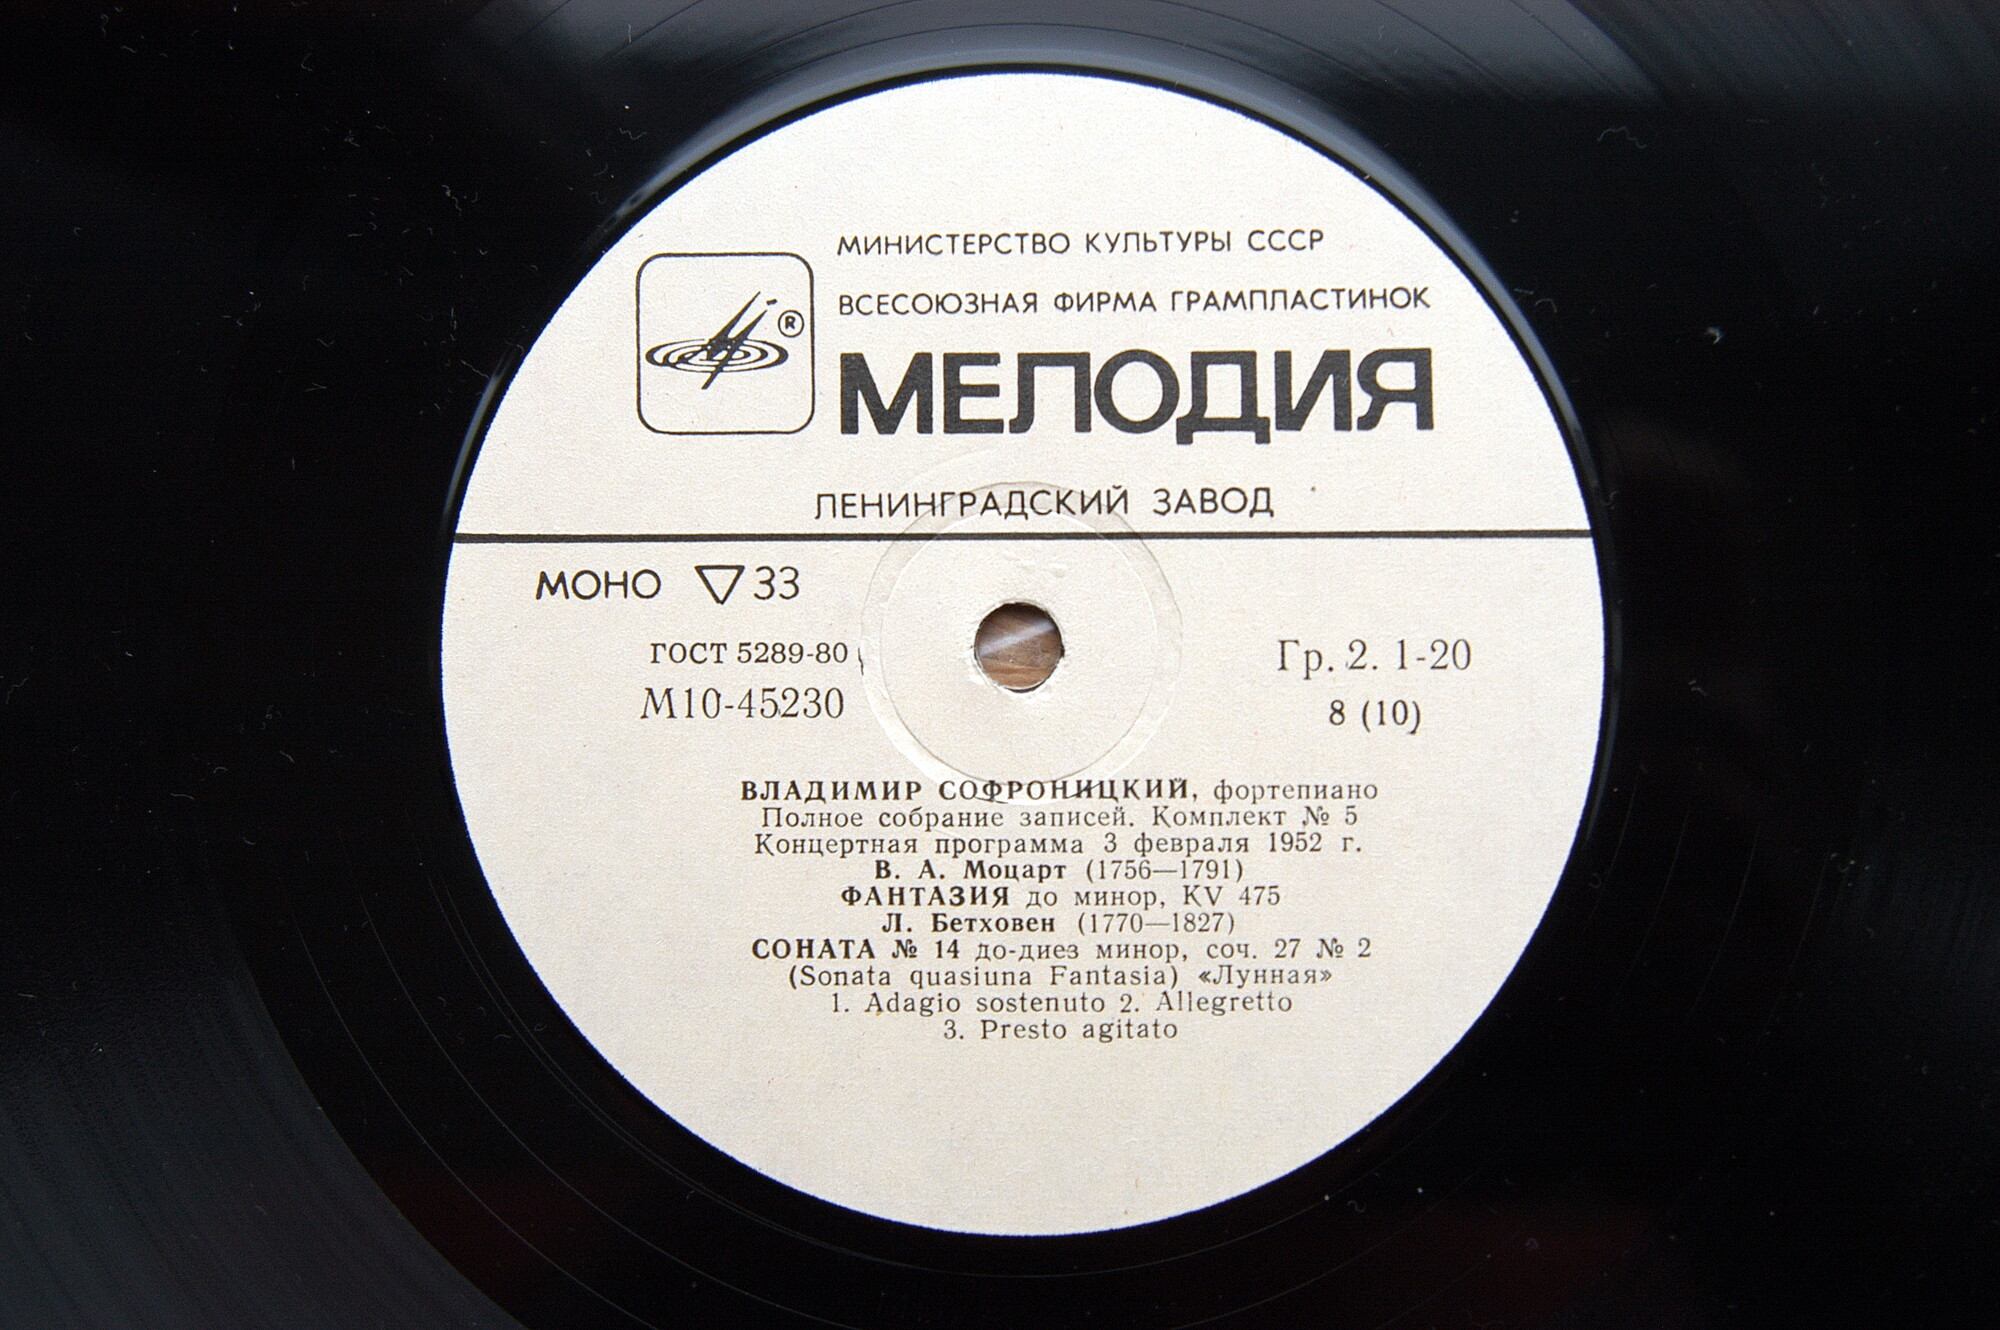 МИНИСТЕРСТВО КУЛЬТУРЫ СССР
ВСЕСОЮЗНАЯ ФИРМА ГРАМПЛАСТИНОК
®
МЕЛОДИЯ
ЛЕНИНГРАДСКИЙ ЗАВОД
МОНО ▽33
ГОСТ 5289-80
М10-45230
Гр. 2. 1-20
8 (10)
ВЛАДИМИР СОФРОНИЦКИЙ, фортепиано
Полное собрание записей. Комплект № 5
Концертная программа 3 февраля 1952 г.
В. А. Моцарт (1756—1791)
ФАНТАЗИЯ до минор, KV 475
Л. Бетховен (1770—1827)
СОНАТА № 14 до-диез минор, соч. 27 № 2
(Sonata quasiuna Fantasia) «Лунная»
1. Adagio sostenuto 2. Allegretto
3. Presto agitato